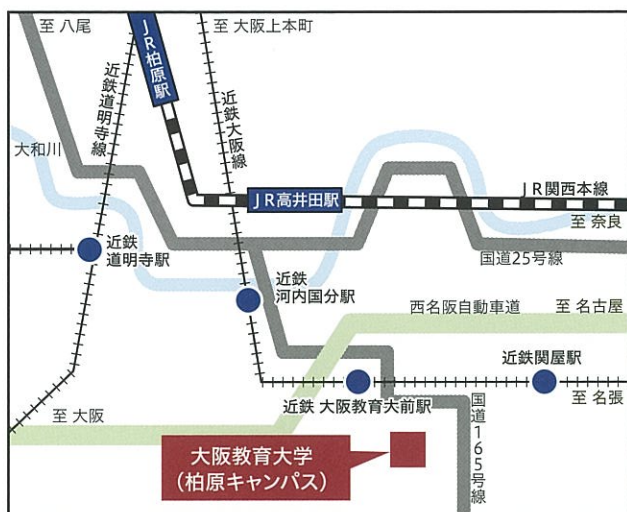 至 八尾
JR柏原駅
至 大阪上本町
近鉄道明寺線
近鉄大阪線
大和川
JR高井田駅
JR関西本線
至 奈良
国道25号線
近鉄
道明寺駅
近鉄
河内国分駅
西名阪自動車道
至 名古屋
近鉄関屋駅
至 名張
近鉄 大阪教育大前駅
至 大阪
国道165号線
大阪教育大学
(柏原キャンパス)